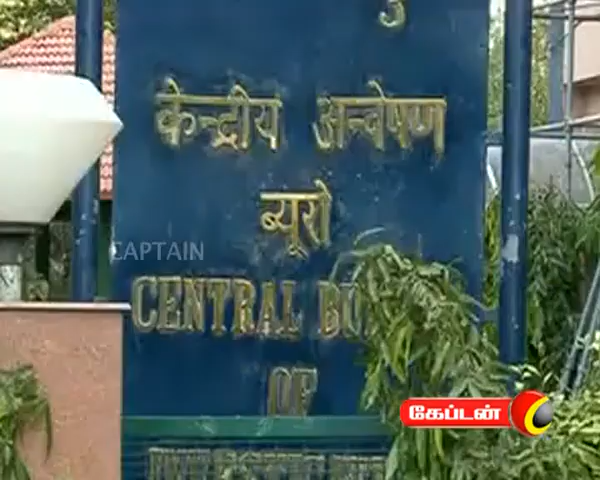 केन्द्रीय अन्वेषण
ब्यूरो
CAPTAIN
CENTRAL
OF
கேப்டன்